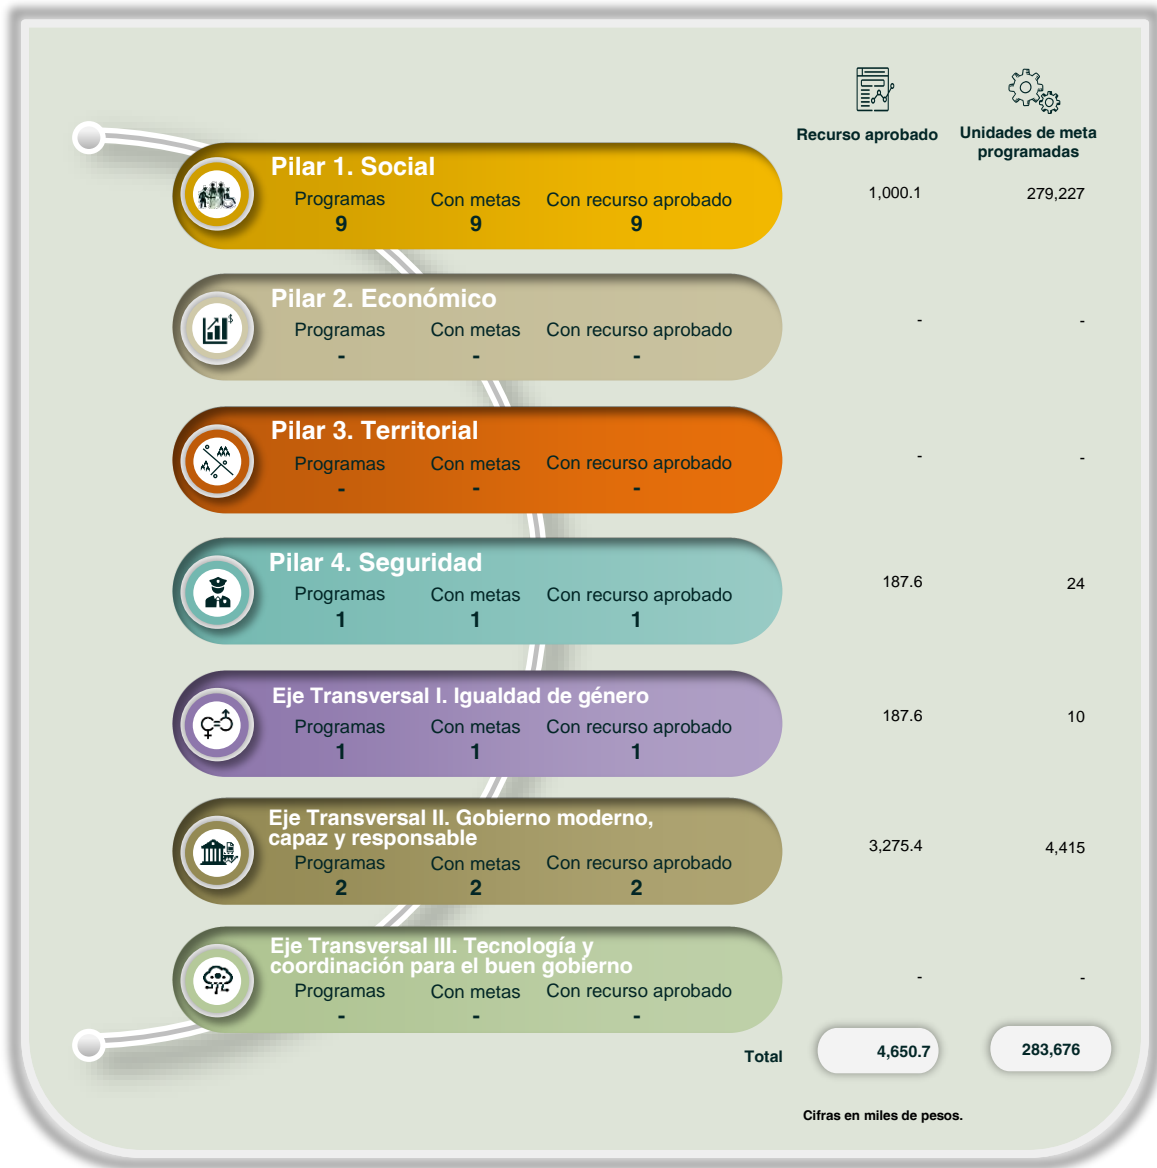 Recurso aprobado
Unidades de meta
programadas
Pilar 1. Social
Programas Con metas Con recurso aprobado
9 9 9
1,000.1 279,227
Pilar 2. Económico
Programas Con metas Con recurso aprobado
- - -
- -
Pilar 3. Territorial
Programas Con metas Con recurso aprobado
- - -
- -
Pilar 4. Seguridad
Programas Con metas Con recurso aprobado
1 1 1
187.6 24
Eje Transversal I. Igualdad de género
Programas Con metas Con recurso aprobado
1 1 1
187.6 10
Eje Transversal II. Gobierno moderno,
capaz y responsable
Programas Con metas Con recurso aprobado
2 2 2
3,275.4 4,415
Eje Transversal III. Tecnología y
coordinación para el buen gobierno
Programas Con metas Con recurso aprobado
- - -
- -
Total 4,650.7 283,676
Cifras en miles de pesos.